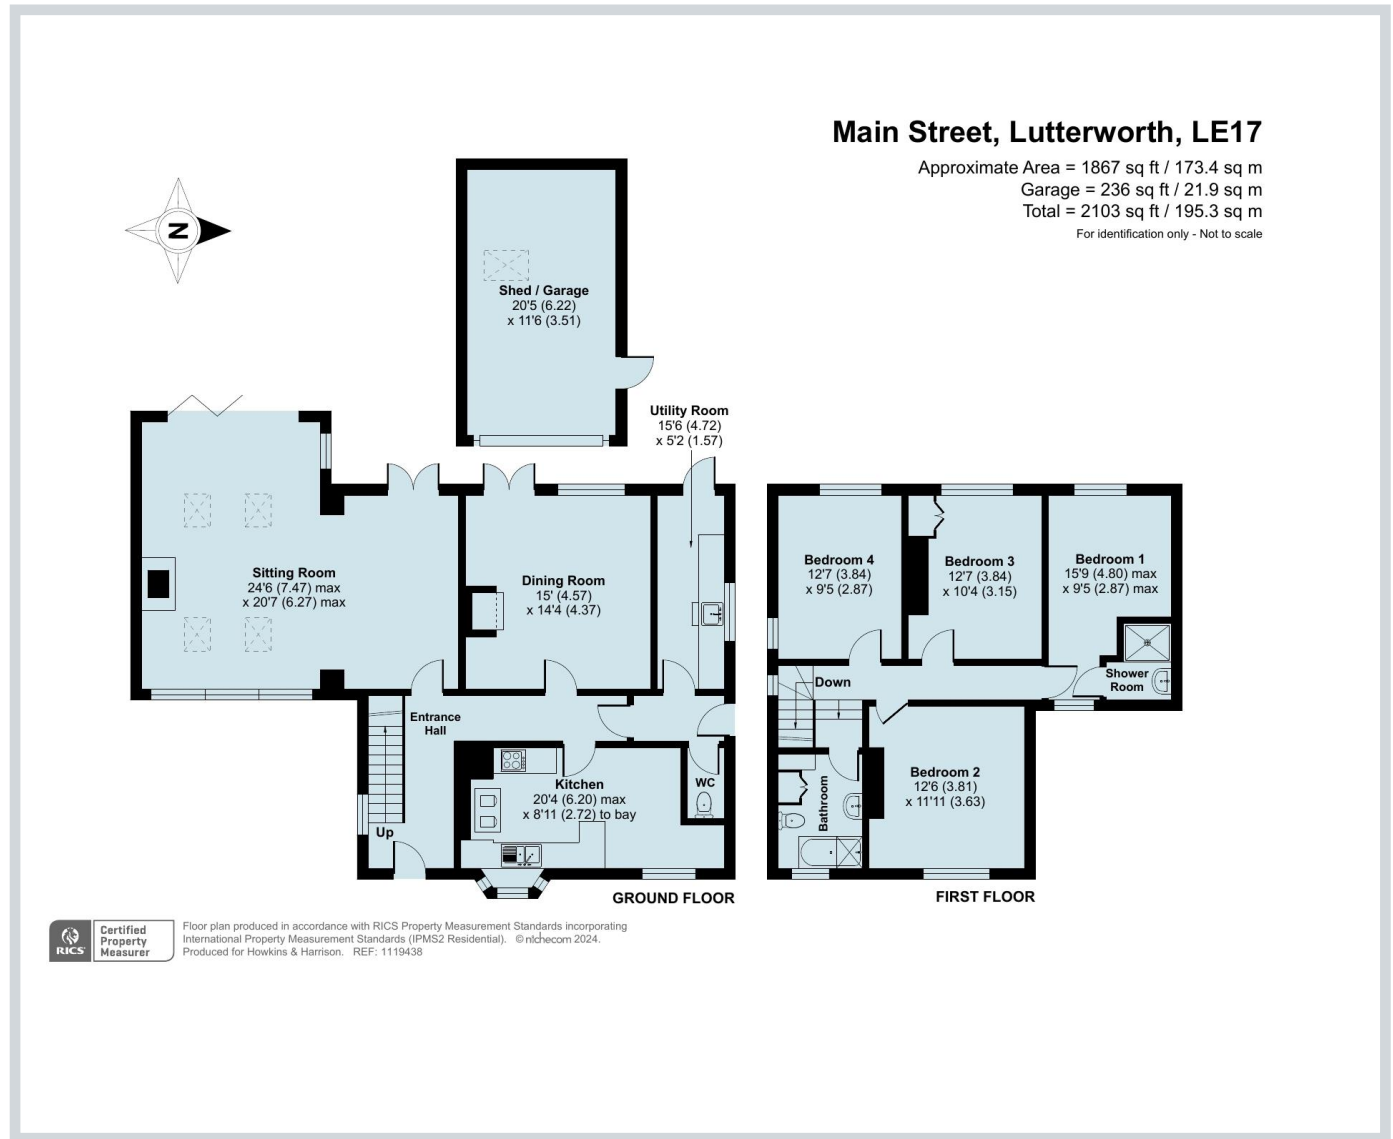 Main Street, Lutterworth, LE17
Approximate Area = 1867 sq ft / 173.4 sq m
Garage = 236 sq ft / 21.9 sq m
Total = 2103 sq ft / 195.3 sq m
For identification only - Not to scale
N
Shed / Garage
20'5 (6.22)
x 11'6 (3.51)
Utility Room
15'6 (4.72)
x 5'2 (1.57)
Sitting Room
24'6 (7.47) max
x 20'7 (6.27) max
Dining Room
15' (4.57)
x 14'4 (4.37)
Entrance
Hall
Up
Kitchen
20'4 (6.20) max
x 8'11 (2.72) to bay
WC
GROUND FLOOR
Bedroom 4
12'7 (3.84)
x 9'5 (2.87)
Bedroom 3
12'7 (3.84)
x 10'4 (3.15)
Bedroom 1
15'9 (4.80) max
x 9'5 (2.87) max
Down
Shower
Room
Bathroom
Bedroom 2
12'6 (3.81)
x 11'11 (3.63)
FIRST FLOOR
RICS
Certified
Property
Measurer
Floor plan produced in accordance with RICS Property Measurement Standards incorporating
International Property Measurement Standards (IPMS2 Residential). © nichecom 2024.
Produced for Howkins & Harrison. REF: 1119438